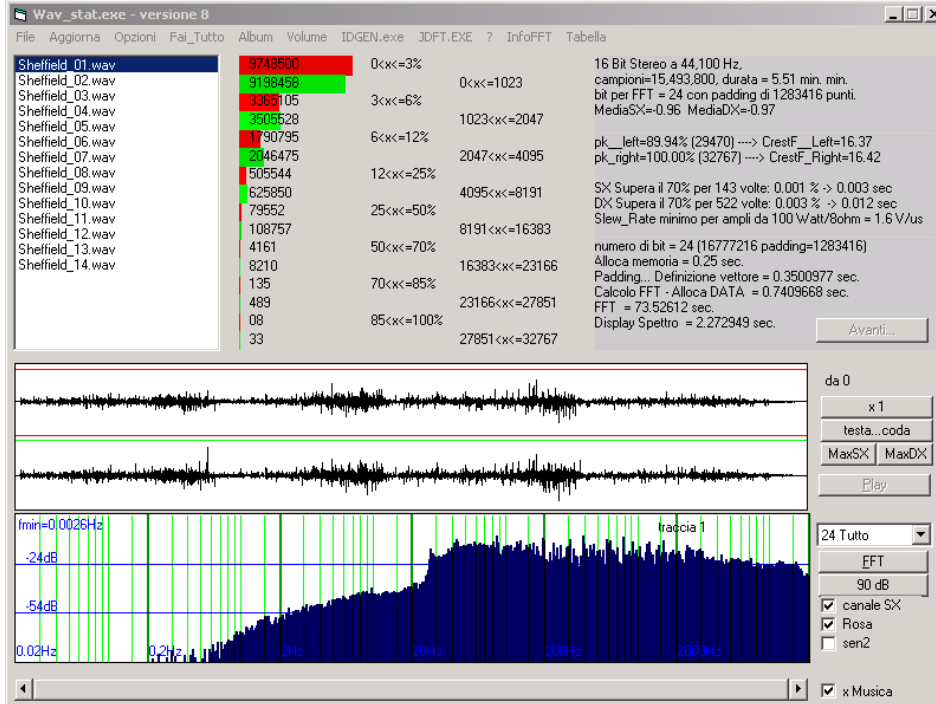 Wav_stat.exe - versione 8
File Aggiorna Opzioni Fai_Tutto Album Volume IDGEN.exe JDFT.EXE ? InfoFFT Tabella
Sheffield_01.wav
Sheffield_02.wav
Sheffield_03.wav
Sheffield_04.wav
Sheffield_05.wav
Sheffield_06.wav
Sheffield_07.wav
Sheffield_08.wav
Sheffield_09.wav
Sheffield_10.wav
Sheffield_11.wav
Sheffield_12.wav
Sheffield_13.wav
Sheffield_14.wav
9748500 0<x<=3%
9198458 0<x<=1023
3365105 3<x<=6%
3505528 1023<x<=2047
1790795 6<x<=12%
2046475 2047<x<=4095
505544 12<x<=25%
625850 4095<x<=8191
79552 25<x<=50%
108757 8191<x<=16383
4161 50<x<=70%
8210 16383<x<=23166
135 70<x<=85%
489 23166<x<=27851
08 85<x<=100%
33 27851<x<=32767
16 Bit Stereo a 44,100 Hz,
campioni=15,493,800, durata = 5.51 min. min.
bit per FFT = 24 con padding di 1283416 punti.
MediaSX=-0.96 MediaDX=-0.97
pk__left=89.94% (29470) ----> CrestF__Left=16.37
pk_right=100.00% (32767) ----> CrestF_Right=16.42
SX Supera il 70% per 143 volte: 0.001 % -> 0.003 sec
DX Supera il 70% per 522 volte: 0.003 % -> 0.012 sec
Slew_Rate minimo per ampli da 100 Watt/8ohm = 1.6 V/us
numero di bit = 24 (16777216 padding=1283416)
Alloca memoria = 0.25 sec.
Padding... Definizione vettore = 0.3500977 sec.
Calcolo FFT - Alloca DATA = 0.7409668 sec.
FFT = 73.52612 sec.
Display Spettro = 2.272949 sec.
Avanti...
da 0
x 1
testa...coda
MaxSX MaxDX
Play
fmin=0.0026Hz
traccia 1
-24dB
-54dB
0.02Hz 0.2Hz 2Hz 20Hz 200Hz 2000Hz
24 Tutto
FFT
90 dB
canale SX
Rosa
sen2
x Musica